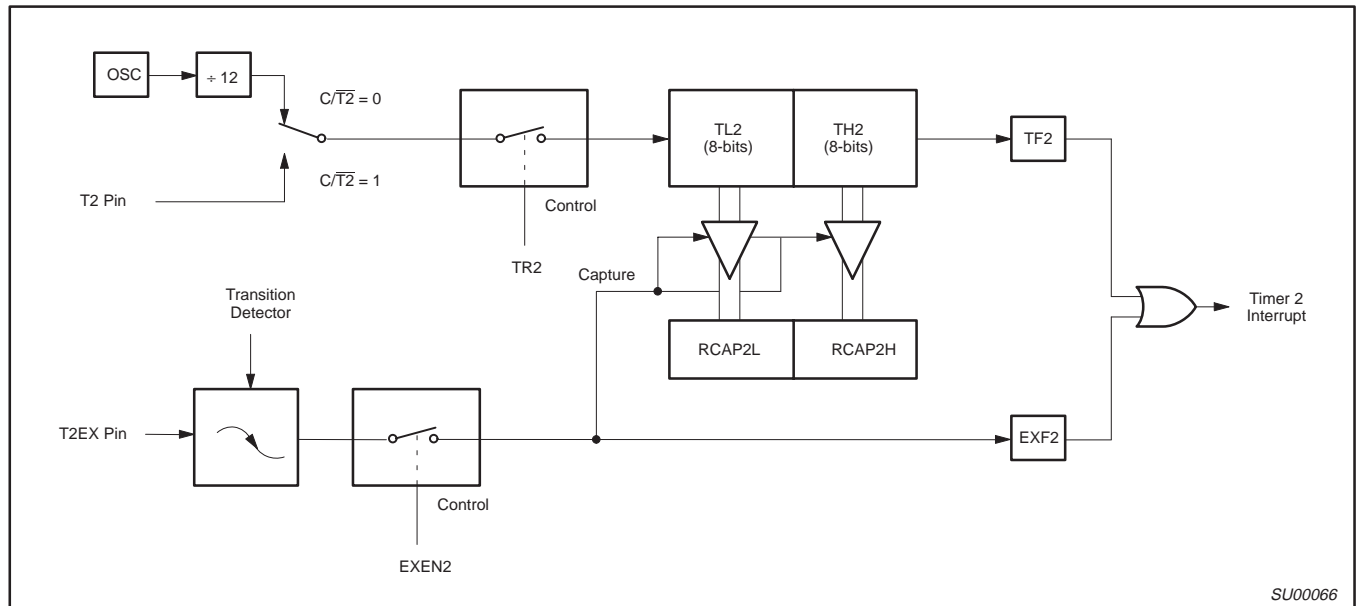 OSC
÷ 12
C/T2 = 0
C/T2 = 1
T2 Pin
Control
TR2
TL2
(8-bits)
TH2
(8-bits)
TF2
Capture
Transition
Detector
RCAP2L
RCAP2H
Timer 2
Interrupt
T2EX Pin
Control
EXEN2
EXF2
SU00066